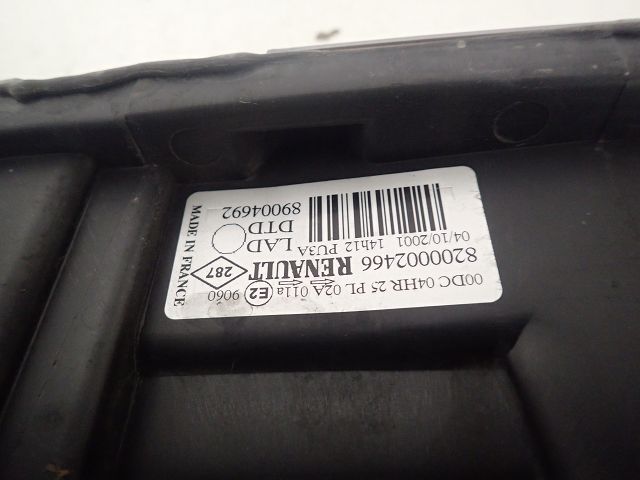 00DC 04HR 25 PL 02A 011a E2 9060
8200002466 RENAULT 287
04/10/2001 14h12 PU3A LAD
DTD
89004692
MADE IN FRANCE